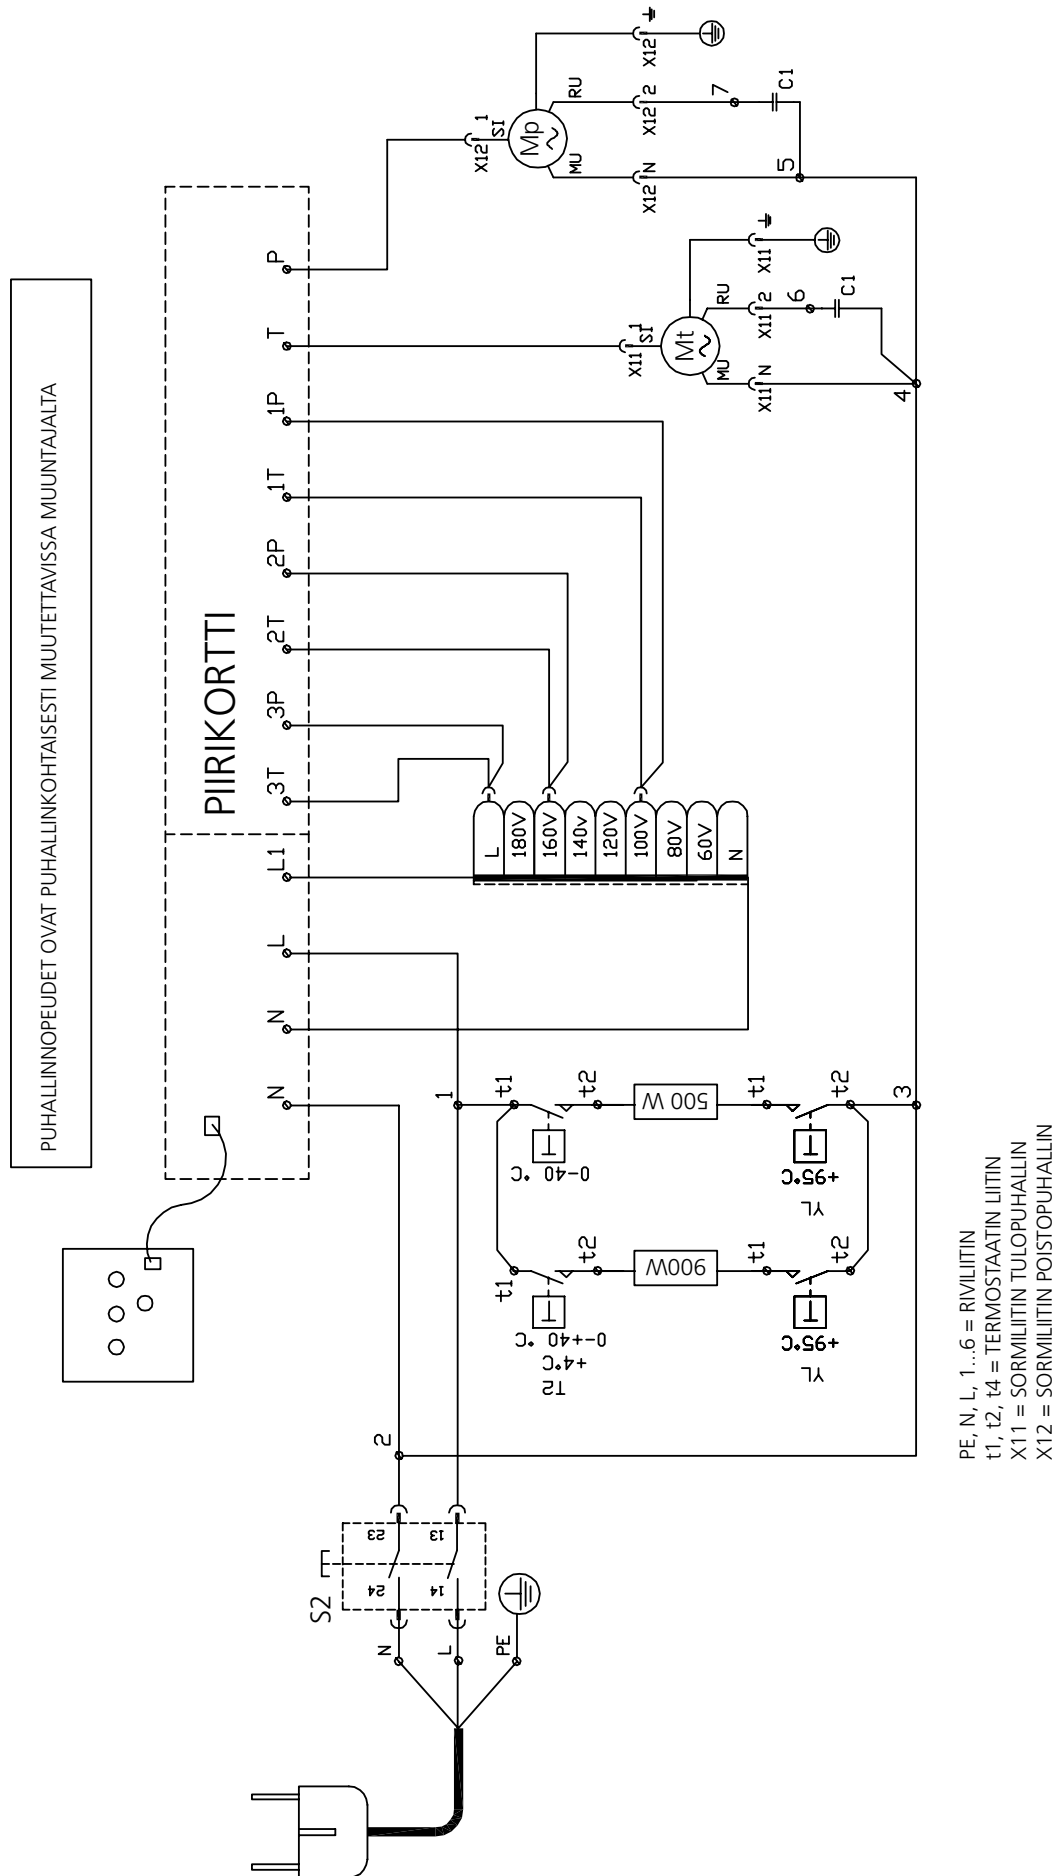 PUHALLINNOPEUDET OVAT PUHALLINKOHTAISESTI MUUTETTAVISSA MUUNTAJALTA
PIIRIKORTTI
N
N
L
L1
3T
3P
2T
2P
1T
1P
T
P
L
180V
160V
140v
120V
100V
80V
60V
N
X12 1
SI
Mp
RU
MU
X12
X12 2
X12 N
7
C1
5
X11 1
SI
Mt
RU
MU
X11
X11 2
X11 N
6
C1
4
3
1
t1
t2
500 W
t1
t2
0-40 °C
+95°C
YL
t1
t2
900W
t1
t2
0-+40 °C
+4°C
T2
+95°C
YL
2
S2
23
24
13
14
N
L
PE
PE, N, L, 1...6 = RIVILIITIN
t1, t2, t4 = TERMOSTAATIN LIITIN
X11 = SORMILIITIN TULOPUHALLIN
X12 = SORMILIITIN POISTOPUHALLIN